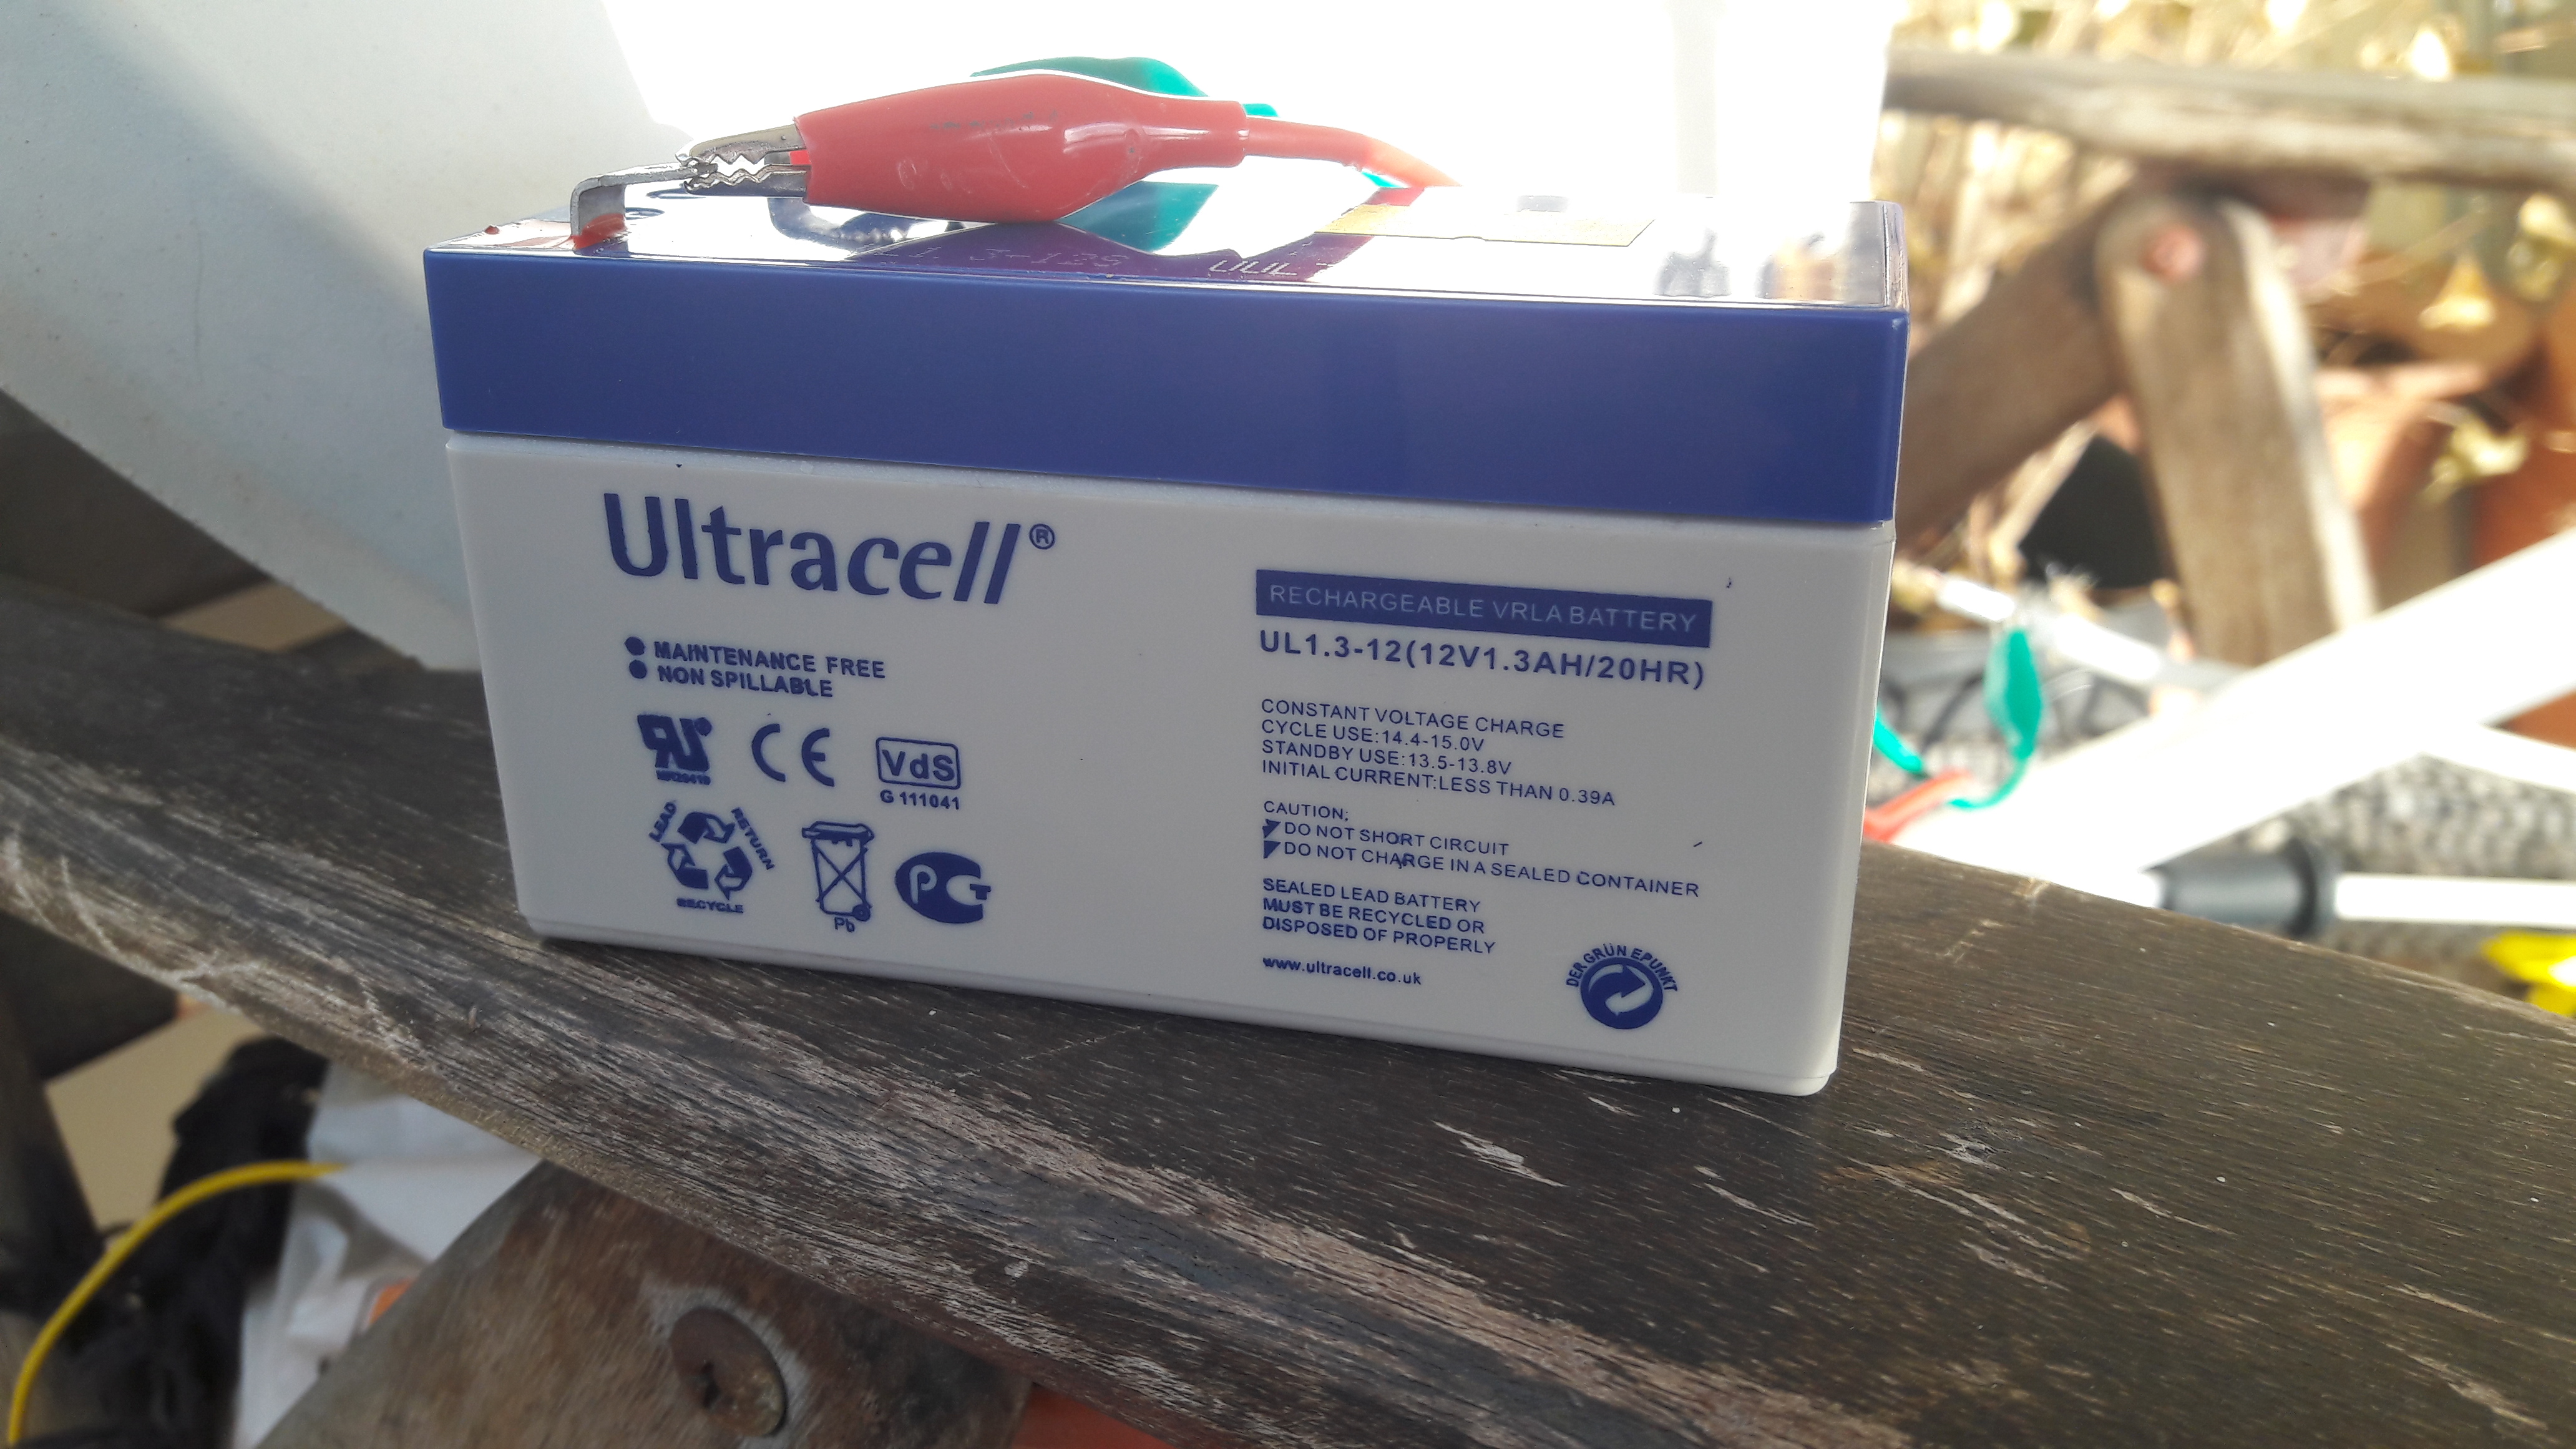 Ultracell®
MAINTENANCE FREE
NON SPILLABLE
CE
VdS
G 111041
LEAD RETURN
RECYCLE
Pb
RECHARGEABLE VRLA BATTERY
UL1.3-12(12V1.3AH/20HR)
CONSTANT VOLTAGE CHARGE
CYCLE USE:14.4-15.0V
STANDBY USE:13.5-13.8V
INITIAL CURRENT:LESS THAN 0.39A
CAUTION;
DO NOT SHORT CIRCUIT
DO NOT CHARGE IN A SEALED CONTAINER
SEALED LEAD BATTERY
MUST BE RECYCLED OR
DISPOSED OF PROPERLY
www.ultracell.co.uk
DER GRÜN EPUNKT